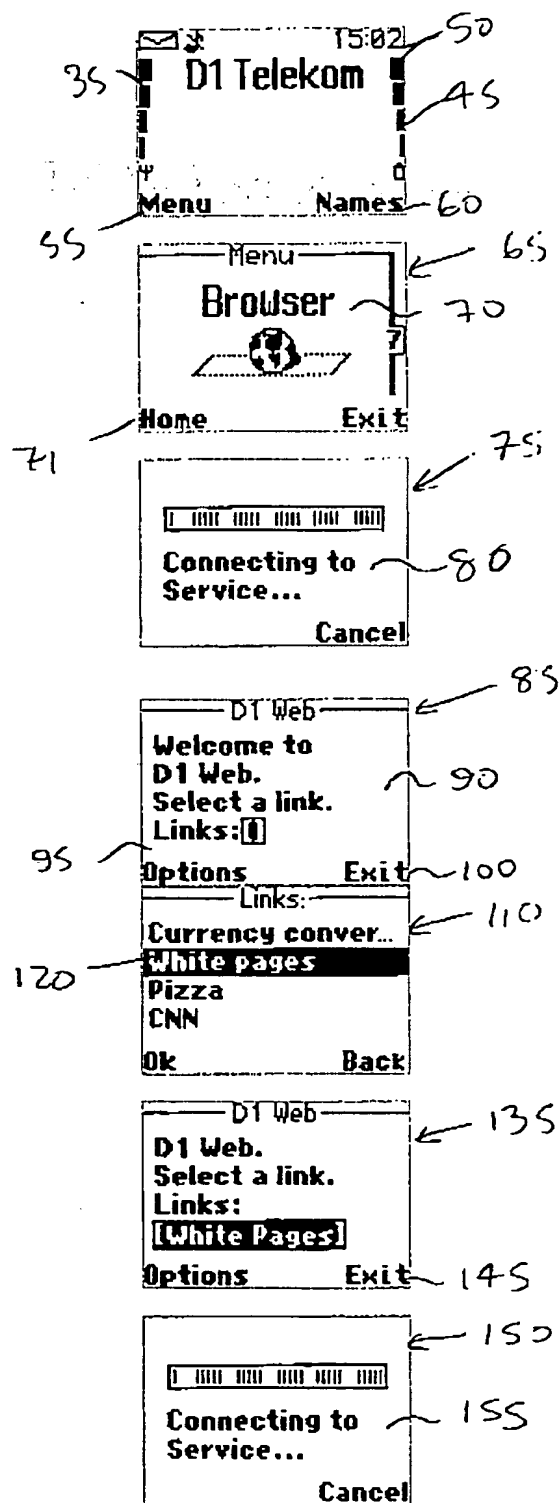 50
15:02
35
D1 Telekom
45
Menu Names
55 60
Menu 65
Browser 70
7
Home Exit
71
75
Connecting to 80
Service...
Cancel
D1 Web 85
Welcome to
D1 Web. 90
Select a link.
Links:
95
Options Exit 100
Links: 110
Currency conver...
120 White pages
Pizza
CNN
Ok Back
D1 Web 135
D1 Web.
Select a link.
Links:
[White Pages]
Options Exit 145
150
Connecting to 155
Service...
Cancel